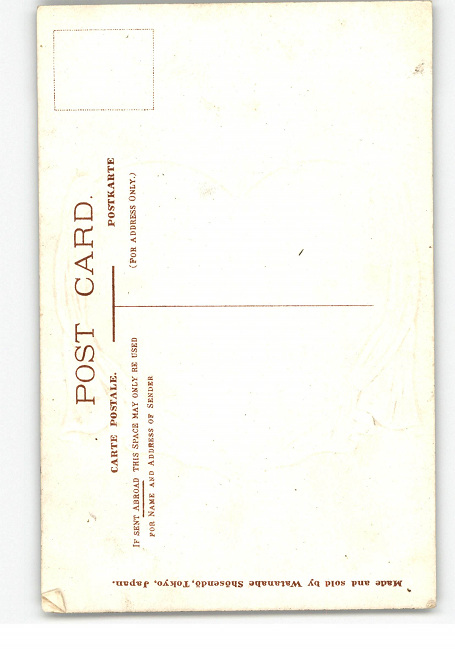 POST CARD.
CARTE POSTALE. POSTKARTE
IF SENT ABROAD THIS SPACE MAY ONLY BE USED
FOR NAME AND ADDRESS OF SENDER
(FOR ADDRESS ONLY.)
Made and sold by Watanabe Shōsendō, Tokyo, Japan.